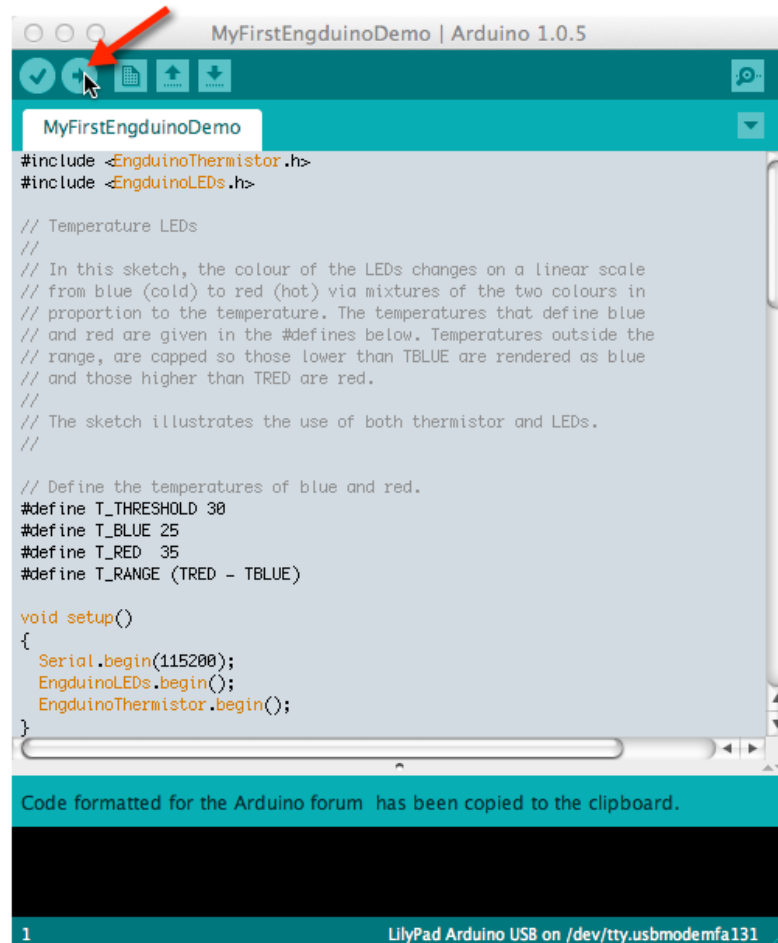 MyFirstEngduinoDemo | Arduino 1.0.5
MyFirstEngduinoDemo
#include <EngduinoThermistor.h>
#include <EngduinoLEDs.h>
// Temperature LEDs
//
// In this sketch, the colour of the LEDs changes on a linear scale
// from blue (cold) to red (hot) via mixtures of the two colours in
// proportion to the temperature. The temperatures that define blue
// and red are given in the #defines below. Temperatures outside the
// range, are capped so those lower than TBLUE are rendered as blue
// and those higher than TRED are red.
//
// The sketch illustrates the use of both thermistor and LEDs.
//
// Define the temperatures of blue and red.
#define T_THRESHOLD 30
#define T_BLUE 25
#define T_RED  35
#define T_RANGE (TRED - TBLUE)
void setup()
{
  Serial.begin(115200);
  EngduinoLEDs.begin();
  EngduinoThermistor.begin();
}
Code formatted for the Arduino forum  has been copied to the clipboard.
1 LilyPad Arduino USB on /dev/tty.usbmodemfa131